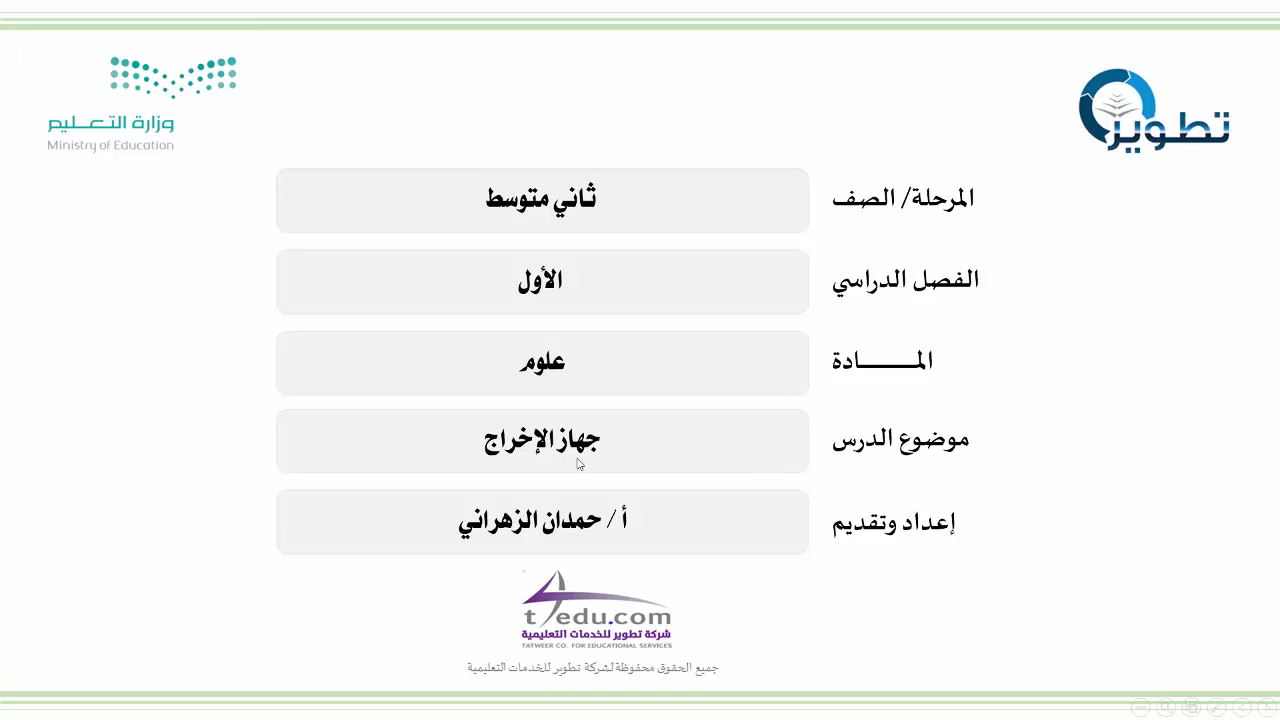 وزارة التعليم
Ministry of Education
تطوير
المرحلة/ الصف
ثاني متوسط
الفصل الدراسي
الأول
المادة
علوم
موضوع الدرس
جهاز الإخراج
إعداد وتقديم
أ / حمدان الزهراني
t4edu.com
شركة تطوير للخدمات التعليمية
TATWEER CO. FOR EDUCATIONAL SERVICES
جميع الحقوق محفوظة لشركة تطوير للخدمات التعليمية